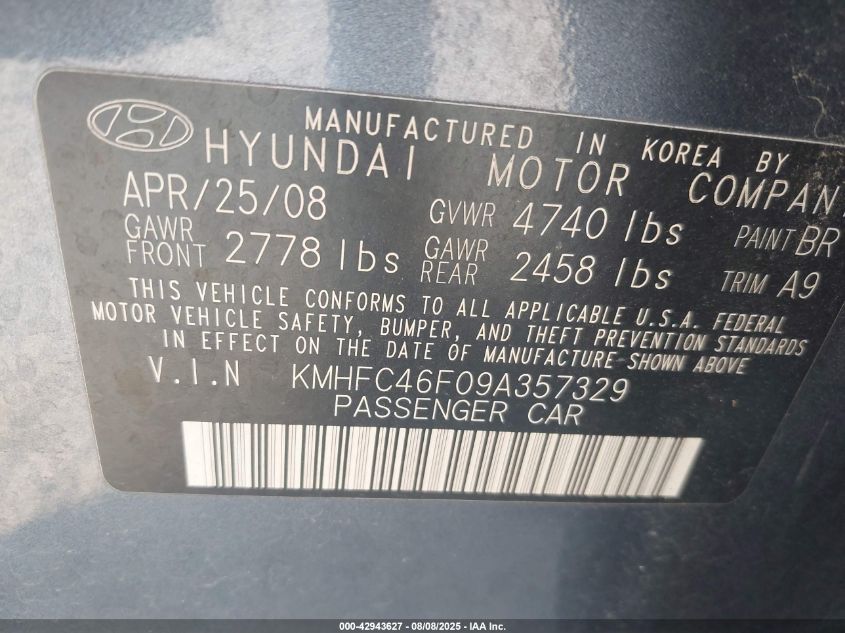 MANUFACTURED IN KOREA BY
HYUNDAI MOTOR COMPANY
APR/25/08 GVWR 4740 lbs PAINT BR
GAWR FRONT 2778 lbs GAWR REAR 2458 lbs TRIM A9
THIS VEHICLE CONFORMS TO ALL APPLICABLE U.S.A. FEDERAL
MOTOR VEHICLE SAFETY, BUMPER, AND THEFT PREVENTION STANDARDS
IN EFFECT ON THE DATE OF MANUFACTURE SHOWN ABOVE
V.I.N KMHFC46F09A357329
PASSENGER CAR
000-42943627 - 08/08/2025 - IAA Inc.